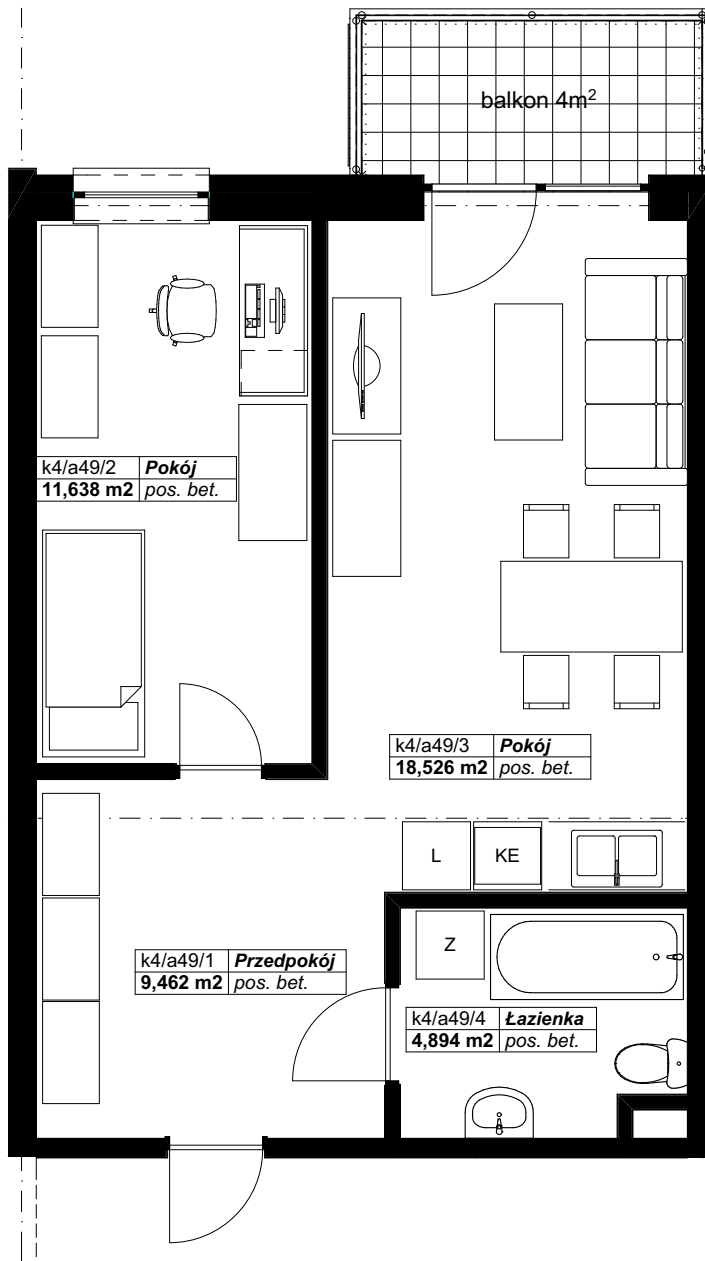 balkon 4m²
k4/a49/2 Pokój
11,638 m2 pos. bet.
k4/a49/3 Pokój
18,526 m2 pos. bet.
L KE
Z
k4/a49/1 Przedpokój
9,462 m2 pos. bet.
k4/a49/4 Łazienka
4,894 m2 pos. bet.